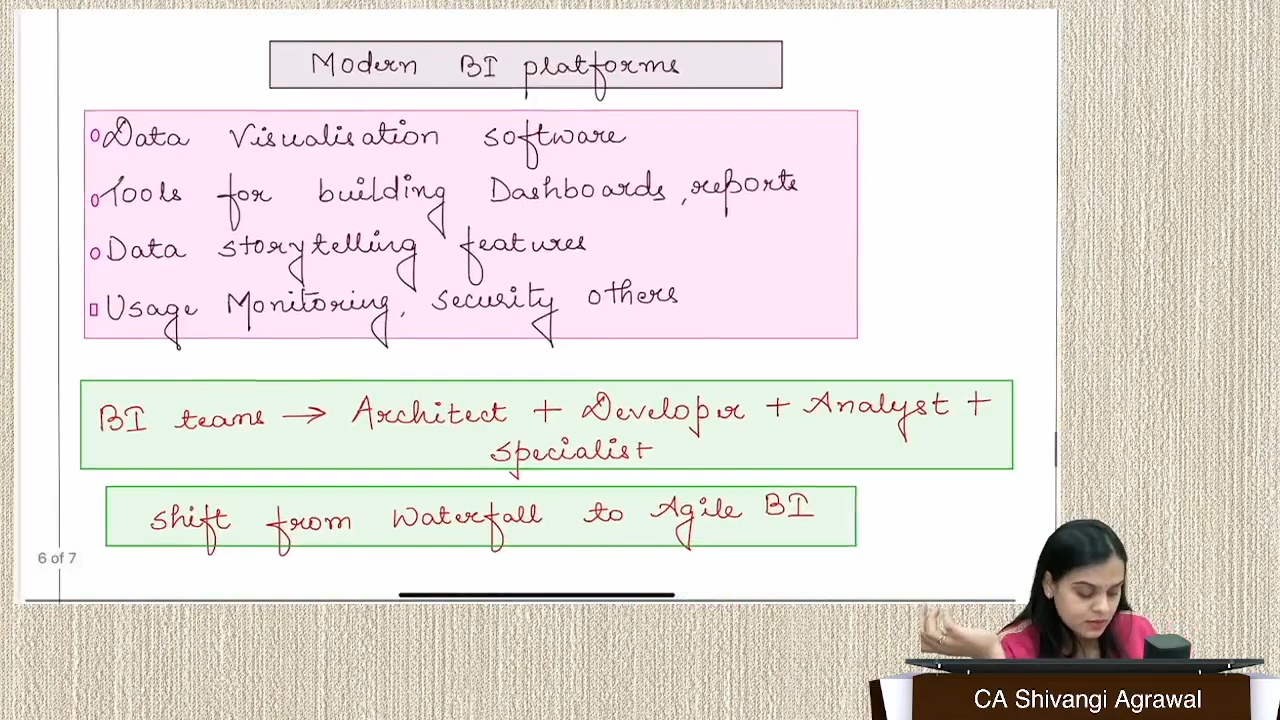 Modern BI platforms
Data Visualisation software
Tools for building Dashboards, reports
Data storytelling features
Usage Monitoring, security others
BI teams → Architect + Developer + Analyst +
specialist
shift from Waterfall to Agile BI
6 of 7
CA Shivangi Agrawal